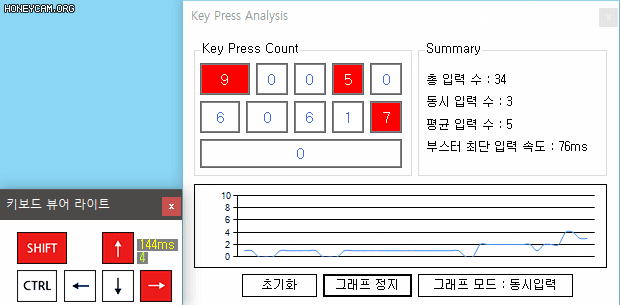 HONEYCAM.ORG
Key Press Analysis
x
Key Press Count
9 0 0 5 0
6 0 6 1 7
0
Summary
총 입력 수 : 34
동시 입력 수 : 3
평균 입력 수 : 5
부스터 최단 입력 속도 : 76ms
10
8
6
4
2
0
초기화
그래프 정지
그래프 모드 : 동시입력
키보드 뷰어 라이트
x
SHIFT ↑ 144ms
4
CTRL ← ↓ →